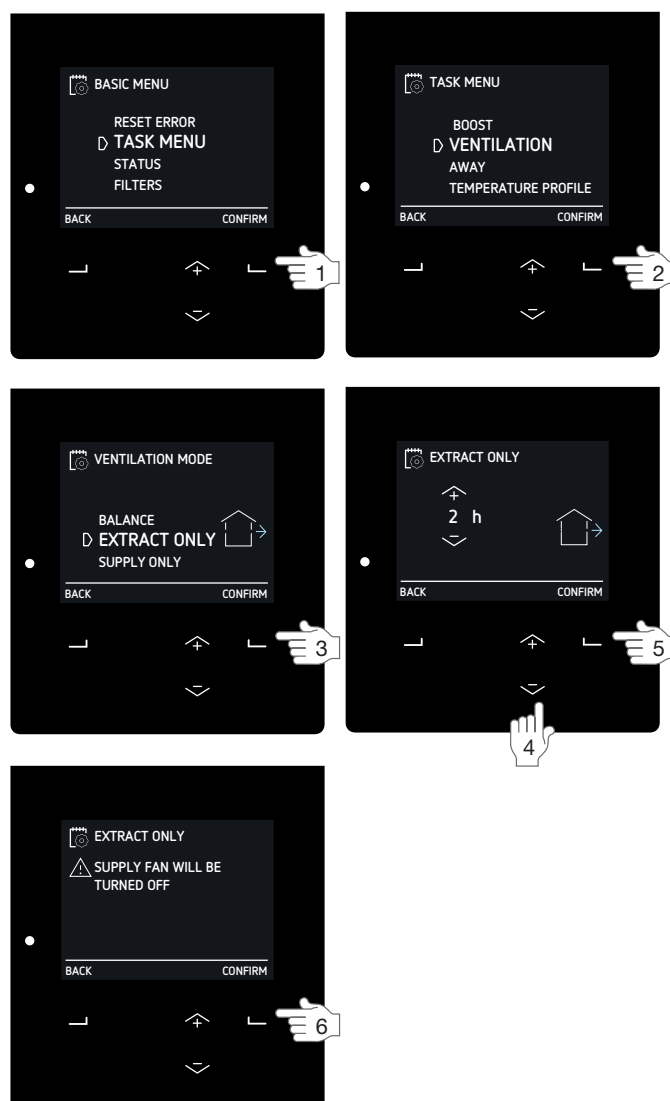 BASIC MENU
RESET ERROR
TASK MENU
STATUS
FILTERS
BACK CONFIRM
1
TASK MENU
BOOST
VENTILATION
AWAY
TEMPERATURE PROFILE
BACK CONFIRM
2
VENTILATION MODE
BALANCE
EXTRACT ONLY
SUPPLY ONLY
BACK CONFIRM
3
EXTRACT ONLY
2 h
BACK CONFIRM
5
4
EXTRACT ONLY
SUPPLY FAN WILL BE
TURNED OFF
BACK CONFIRM
6